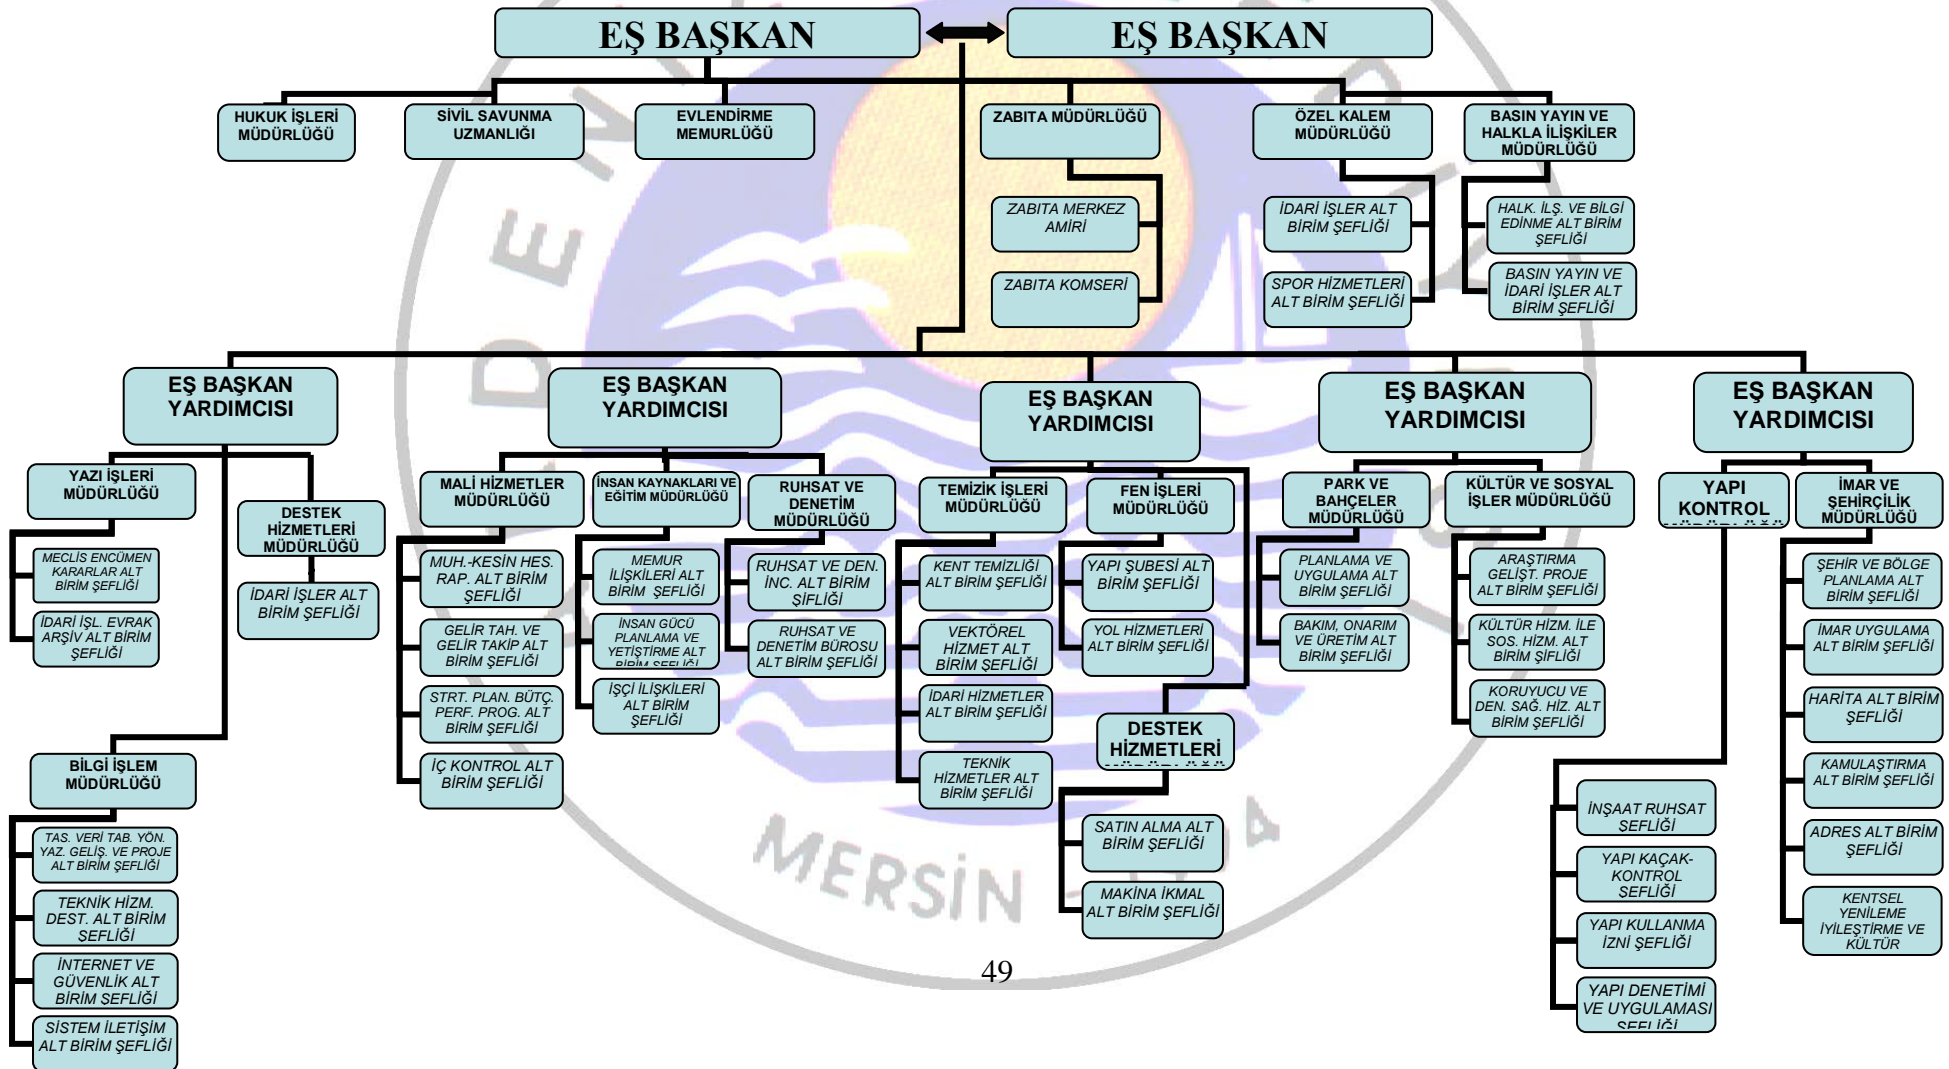 EŞ BAŞKAN
EŞ BAŞKAN
HUKUK İŞLERİ
MÜDÜRLÜĞÜ
SİVİL SAVUNMA
UZMANLIĞI
EVLENDİRME
MEMURLÜĞÜ
ZABITA MÜDÜRLÜĞÜ
ÖZEL KALEM
MÜDÜRLÜĞÜ
BASIN YAYIN VE
HALKLA İLİŞKİLER
MÜDÜRLÜĞÜ
ZABITA MERKEZ
AMİRİ
ZABITA KOMSERİ
İDARİ İŞLER ALT
BİRİM ŞEFLİĞİ
SPOR HİZMETLERİ
ALT BİRİM ŞEFLİĞİ
HALK. İLŞ. VE BİLGİ
EDİNME ALT BİRİM
ŞEFLİĞİ
BASIN YAYIN VE
İDARİ İŞLER ALT
BİRİM ŞEFLİĞİ
EŞ BAŞKAN
YARDIMCISI
EŞ BAŞKAN
YARDIMCISI
EŞ BAŞKAN
YARDIMCISI
EŞ BAŞKAN
YARDIMCISI
EŞ BAŞKAN
YARDIMCISI
YAZI İŞLERİ
MÜDÜRLÜĞÜ
DESTEK
HİZMETLERİ
MÜDÜRLÜĞÜ
MECLİS ENCÜMEN
KARARLAR ALT
BİRİM ŞEFLİĞİ
İDARİ İŞL. EVRAK
ARŞİV ALT BİRİM
ŞEFLİĞİ
İDARİ İŞLER ALT
BİRİM ŞEFLİĞİ
BİLGİ İŞLEM
MÜDÜRLÜĞÜ
TAS. VERİ TAB. YÖN.
YAZ. GELİŞ. VE PROJE
ALT BİRİM ŞEFLİĞİ
TEKNİK HİZM.
DEST. ALT BİRİM
ŞEFLİĞİ
İNTERNET VE
GÜVENLİK ALT
BİRİM ŞEFLİĞİ
SİSTEM İLETİŞİM
ALT BİRİM ŞEFLİĞİ
MALİ HİZMETLER
MÜDÜRLÜĞÜ
İNSAN KAYNAKLARI VE
EĞİTİM MÜDÜRLÜĞÜ
RUHSAT VE
DENETİM
MÜDÜRLÜĞÜ
MUH.-KESİN HES.
RAP. ALT BİRİM
ŞEFLİĞİ
GELİR TAH. VE
GELİR TAKİP ALT
BİRİM ŞEFLİĞİ
STRT. PLAN. BÜTÇ.
PERF. PROG. ALT
BİRİM ŞEFLİĞİ
İÇ KONTROL ALT
BİRİM ŞEFLİĞİ
MEMUR
İLİŞKİLERİ ALT
BİRİM ŞEFLİĞİ
İNSAN GÜCÜ
PLANLAMA VE
YETİŞTİRME ALT
BİRİM ŞEFLİĞİ
İŞÇİ İLİŞKİLERİ
ALT BİRİM
ŞEFLİĞİ
RUHSAT VE DEN.
İNC. ALT BİRİM
ŞİFLİĞİ
RUHSAT VE
DENETİM BÜROSU
ALT BİRİM ŞEFLİĞİ
TEMİZİK İŞLERİ
MÜDÜRLÜĞÜ
FEN İŞLERİ
MÜDÜRLÜĞÜ
KENT TEMİZLİĞİ
ALT BİRİM ŞEFLİĞİ
VEKTÖREL
HİZMET ALT
BİRİM ŞEFLİĞİ
İDARİ HİZMETLER
ALT BİRİM ŞEFLİĞİ
TEKNİK
HİZMETLER ALT
BİRİM ŞEFLİĞİ
YAPI ŞUBESİ ALT
BİRİM ŞEFLİĞİ
YOL HİZMETLERİ
ALT BİRİM ŞEFLİĞİ
DESTEK
HİZMETLERİ
SATIN ALMA ALT
BİRİM ŞEFLİĞİ
MAKİNA İKMAL
ALT BİRİM ŞEFLİĞİ
PARK VE
BAHÇELER
MÜDÜRLÜĞÜ
KÜLTÜR VE SOSYAL
İŞLER MÜDÜRLÜĞÜ
PLANLAMA VE
UYGULAMA ALT
BİRİM ŞEFLİĞİ
BAKIM, ONARIM
VE ÜRETİM ALT
BİRİM ŞEFLİĞİ
ARAŞTIRMA
GELİŞT. PROJE
ALT BİRİM ŞEFLİĞİ
KÜLTÜR HİZM. İLE
SOS. HİZM. ALT
BİRİM ŞİFLİĞİ
KORUYUCU VE
DEN. SAĞ. HİZ. ALT
BİRİM ŞEFLİĞİ
YAPI
KONTROL
İMAR VE
ŞEHİRÇİLİK
MÜDÜRLÜĞÜ
İNŞAAT RUHSAT
ŞEFLİĞİ
YAPI KAÇAK-
KONTROL
ŞEFLİĞİ
YAPI KULLANMA
İZNİ ŞEFLİĞİ
YAPI DENETİMİ
VE UYGULAMASI
ŞEFLİĞİ
ŞEHİR VE BÖLGE
PLANLAMA ALT
BİRİM ŞEFLİĞİ
İMAR UYGULAMA
ALT BİRİM ŞEFLİĞİ
HARİTA ALT BİRİM
ŞEFLİĞİ
KAMULAŞTIRMA
ALT BİRİM ŞEFLİĞİ
ADRES ALT BİRİM
ŞEFLİĞİ
KENTSEL
YENİLEME
İYİLEŞTİRME VE
KÜLTÜR
MERSİN
49